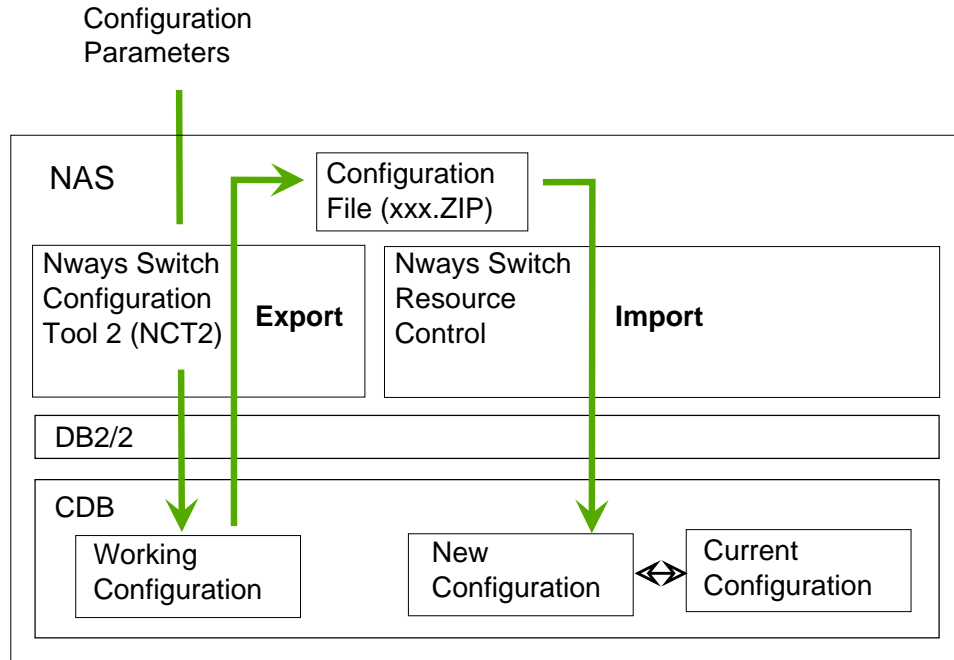 Configuration
Parameters
NAS
Configuration
File (xxx.ZIP)
Nways Switch
Configuration
Tool 2 (NCT2)
Export
Nways Switch
Resource
Control
Import
DB2/2
CDB
Working
Configuration
New
Configuration
Current
Configuration